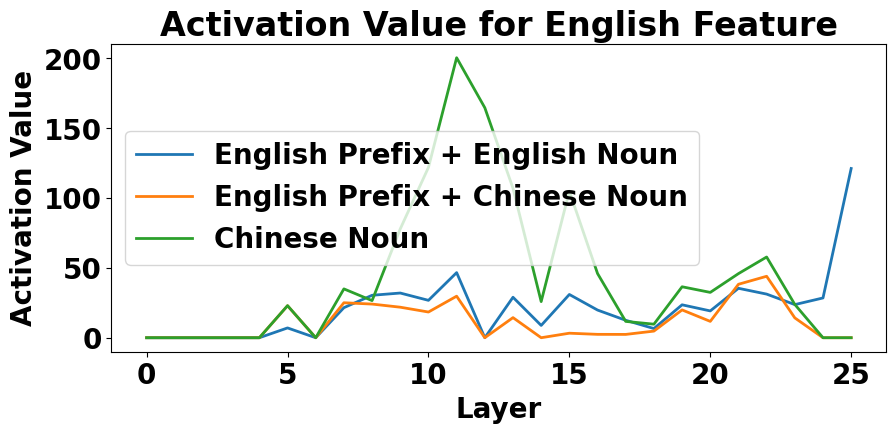 Activation Value for English Feature
Activation Value
200
150
100
50
0
English Prefix + English Noun
English Prefix + Chinese Noun
Chinese Noun
0 5 10 15 20 25
Layer